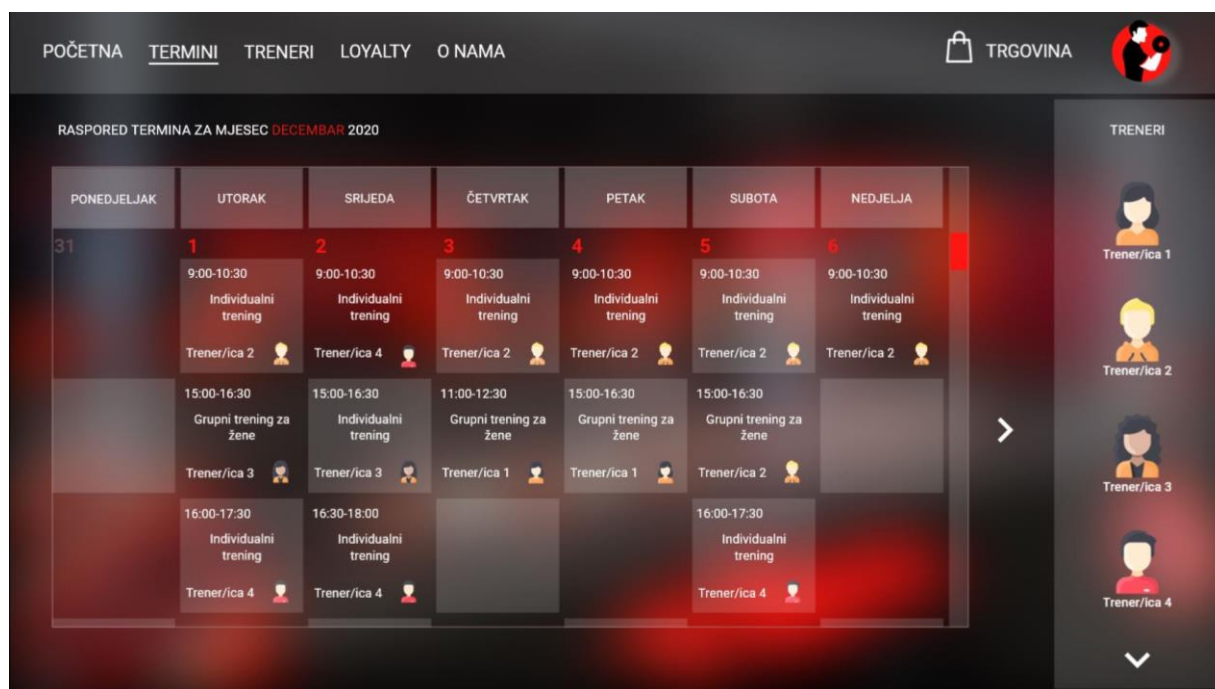 POČETNA TERMINI TRENERI LOYALTY O NAMA TRGOVINA
RASPORED TERMINA ZA MJESEC DECEMBAR 2020
PONEDJELJAK UTORAK SRIJEDA ČETVRTAK PETAK SUBOTA NEDJELJA
31 1 2 3 4 5 6
9:00-10:30 9:00-10:30 9:00-10:30 9:00-10:30 9:00-10:30 9:00-10:30
Individualni Individualni Individualni Individualni Individualni Individualni
trening trening trening trening trening trening
Trener/ica 2 Trener/ica 4 Trener/ica 2 Trener/ica 2 Trener/ica 2 Trener/ica 2
15:00-16:30 15:00-16:30 11:00-12:30 15:00-16:30 15:00-16:30
Grupni trening za Individualni Grupni trening za Grupni trening za Grupni trening za
žene trening žene žene žene
Trener/ica 3 Trener/ica 3 Trener/ica 1 Trener/ica 1 Trener/ica 2
16:00-17:30 16:30-18:00 16:00-17:30
Individualni Individualni Individualni
trening trening trening
Trener/ica 4 Trener/ica 4 Trener/ica 4
TRENERI
Trener/ica 1
Trener/ica 2
Trener/ica 3
Trener/ica 4